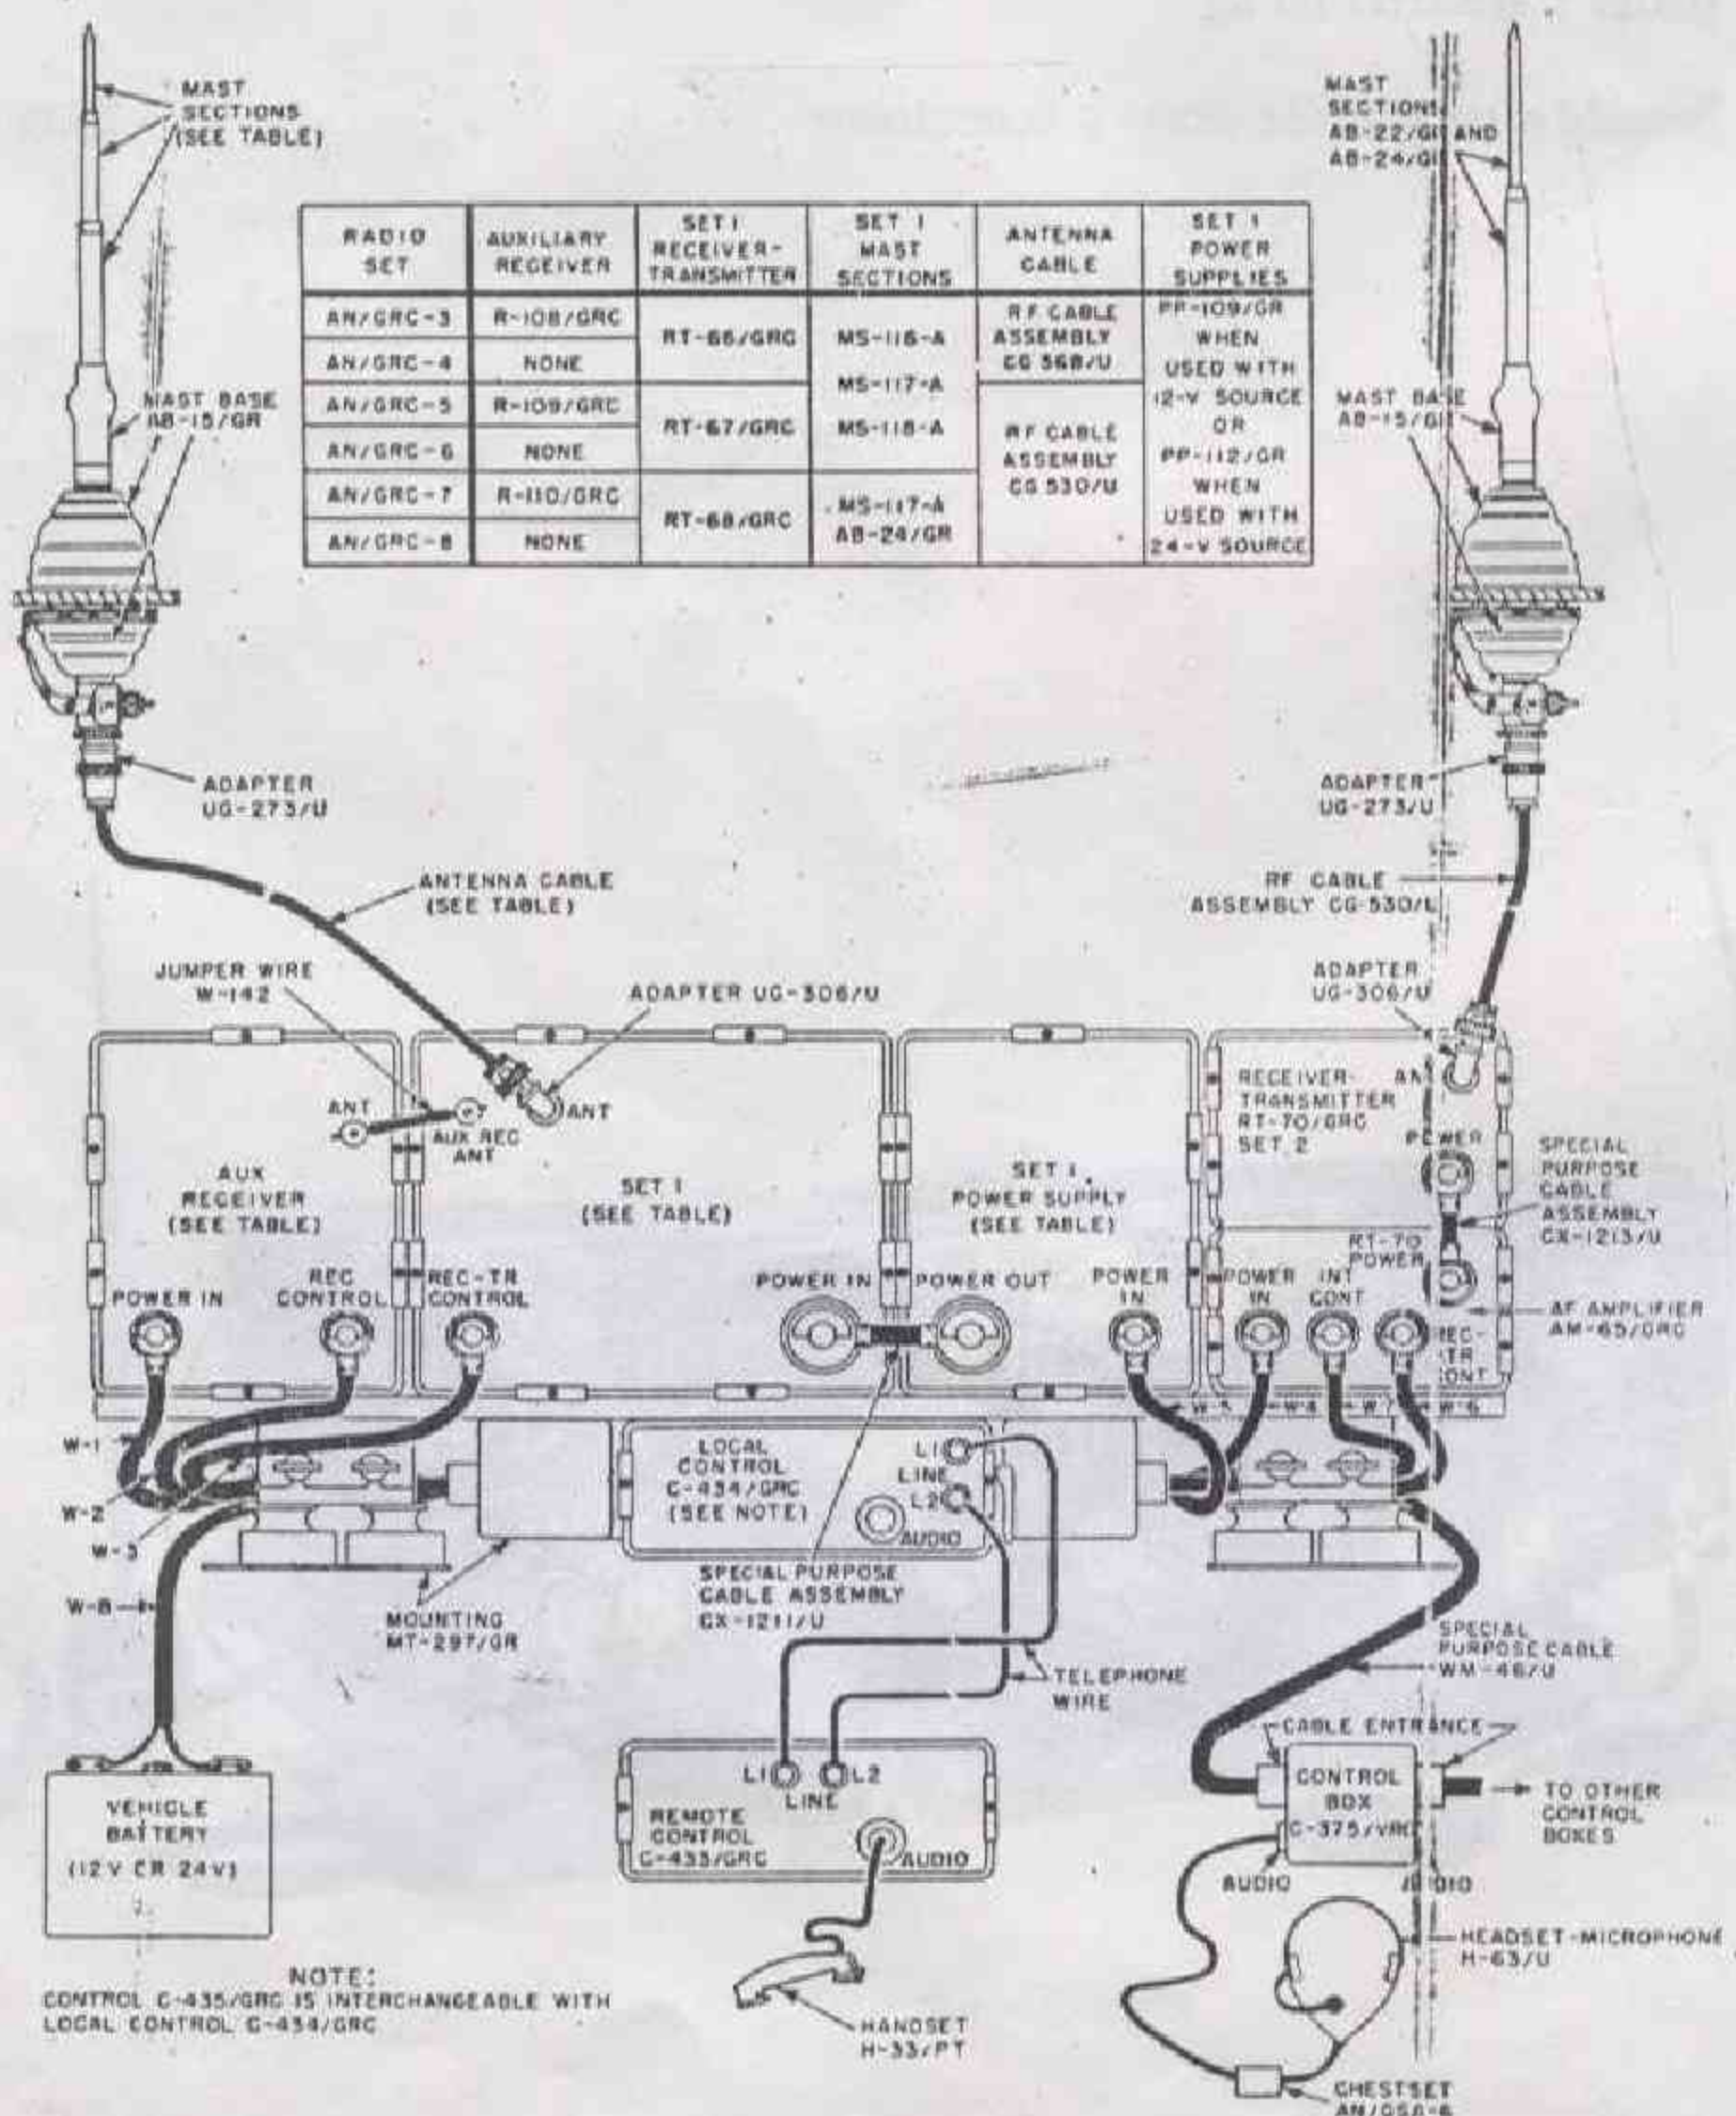 MAST
SECTIONS
(SEE TABLE)
MAST
SECTIONS
AB-22/GR AND
AB-24/GR
RADIO
SET
AUXILIARY
RECEIVER
SET 1
RECEIVER-
TRANSMITTER
SET 1
MAST
SECTIONS
ANTENNA
CABLE
SET 1
POWER
SUPPLIES
AN/GRC-3
R-108/GRC
AN/GRC-4
NONE
AN/GRC-5
R-109/GRC
AN/GRC-6
NONE
AN/GRC-7
R-110/GRC
AN/GRC-8
NONE
RT-66/GRC
RT-67/GRC
RT-68/GRC
MS-116-A
MS-117-A
MS-118-A
MS-117-A
AB-24/GR
RF CABLE
ASSEMBLY
CG 568/U
RF CABLE
ASSEMBLY
CG 530/U
PP-109/GR
WHEN
USED WITH
12-V SOURCE
OR
PP-112/GR
WHEN
USED WITH
24-V SOURCE
MAST BASE
AB-15/GR
MAST BASE
AB-15/GR
ADAPTER
UG-273/U
ADAPTER
UG-273/U
ANTENNA CABLE
(SEE TABLE)
RF CABLE
ASSEMBLY CG-530/U
JUMPER WIRE
W-142
ADAPTER UG-306/U
ADAPTER
UG-306/U
ANT
AUX REC
ANT
ANT
AUX
RECEIVER
(SEE TABLE)
POWER IN
REC
CONTROL
REC-TR
CONTROL
SET 1
(SEE TABLE)
POWER IN
POWER OUT
SET 1
POWER SUPPLY
(SEE TABLE)
POWER
IN
RECEIVER-
TRANSMITTER
RT-70/GRC
SET 2
AN
POWER
SPECIAL
PURPOSE
CABLE
ASSEMBLY
CX-1213/U
RT-70
POWER
POWER
IN
INT
CONT
AF AMPLIFIER
AM-65/GRC
REC-
TR
CONT
W-4
W-6
W-1
W-2
W-3
W-8
LOCAL
CONTROL
C-434/GRC
(SEE NOTE)
L1
LINE
L2
AUDIO
MOUNTING
MT-297/GR
SPECIAL PURPOSE
CABLE ASSEMBLY
CX-1211/U
TELEPHONE
WIRE
SPECIAL
PURPOSE CABLE
WM-46/U
CABLE ENTRANCE
CONTROL
BOX
C-375/VRC
TO OTHER
CONTROL
BOXES
AUDIO
AUDIO
VEHICLE
BATTERY
(12 V OR 24 V)
L1
L2
LINE
REMOTE
CONTROL
C-433/GRC
AUDIO
HEADSET-MICROPHONE
H-63/U
NOTE:
CONTROL C-435/GRC IS INTERCHANGEABLE WITH
LOCAL CONTROL C-434/GRC
HANDSET
H-33/PT
CHESTSET
AN/GSA-6